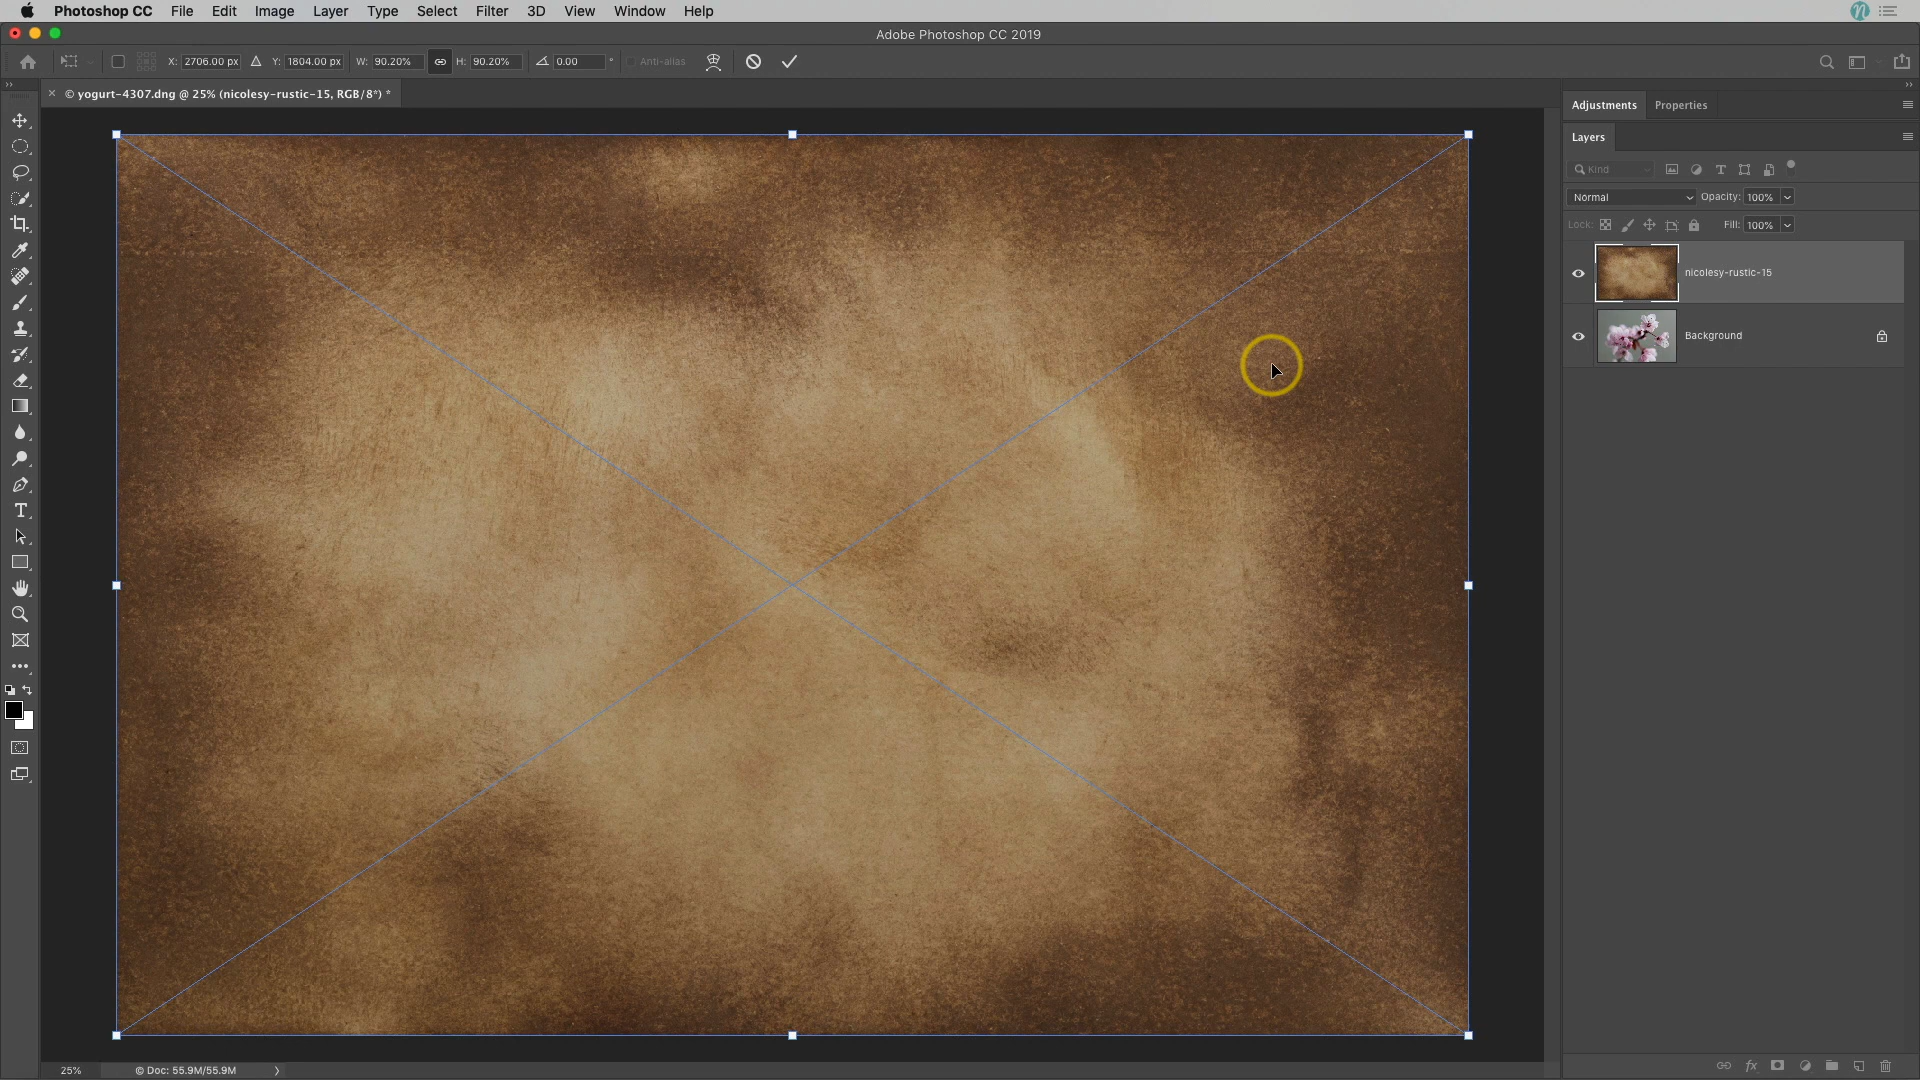 Photoshop CC File Edit Image Layer Type Select Filter 3D View Window Help
Adobe Photoshop CC 2019
X: 2706.00 px Y: 1804.00 px W: 90.20% H: 90.20% 0.00 ° Anti-alias
× © yogurt-4307.dng @ 25% (nicolesy-rustic-15, RGB/8*) *
Adjustments Properties
Layers
Kind
Normal Opacity: 100%
Lock: Fill: 100%
nicolesy-rustic-15
Background
25% © Doc: 55.9M/55.9M